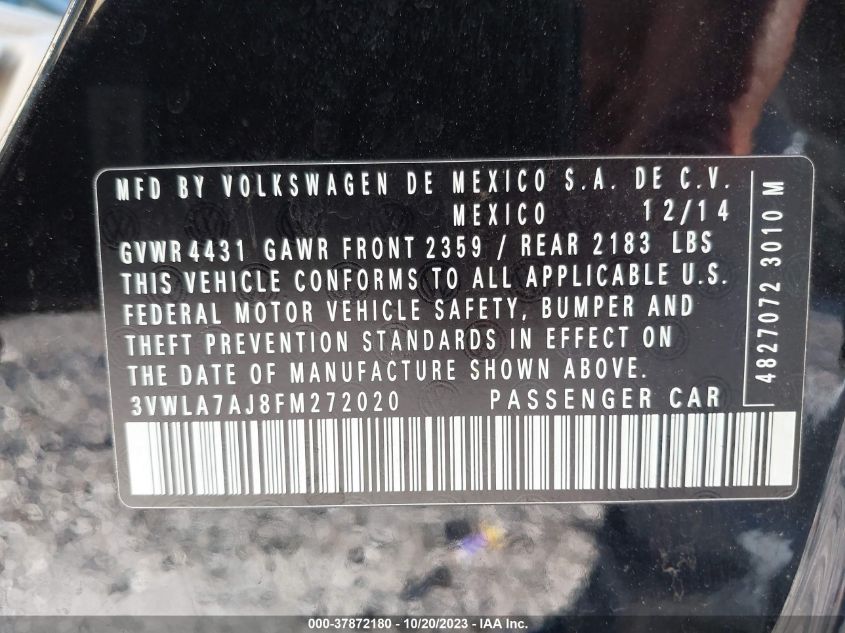 MFD BY VOLKSWAGEN DE MEXICO S.A. DE C.V.
MEXICO 12/14
GVWR 4431 GAWR FRONT 2359 / REAR 2183 LBS
THIS VEHICLE CONFORMS TO ALL APPLICABLE U.S.
FEDERAL MOTOR VEHICLE SAFETY, BUMPER AND
THEFT PREVENTION STANDARDS IN EFFECT ON
THE DATE OF MANUFACTURE SHOWN ABOVE.
3VWLA7AJ8FM272020 PASSENGER CAR
4827072 3010 M
000-37872180 - 10/20/2023 - IAA Inc.